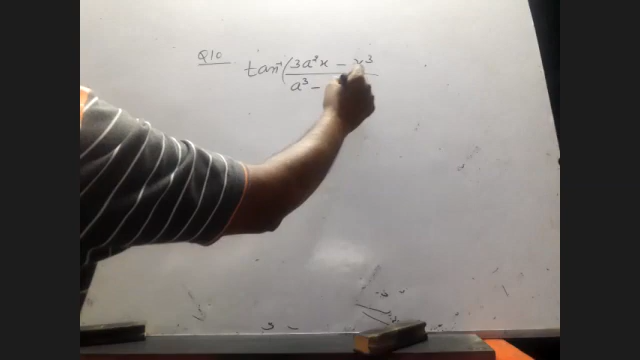 Q10
tan⁻¹(3a²x - x³
a³ -